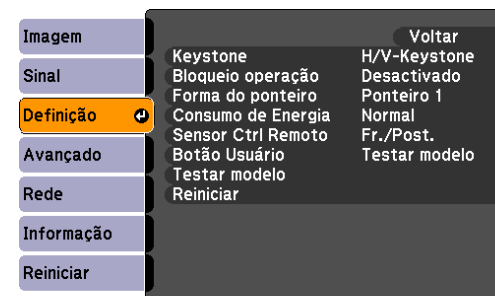 Imagem
Sinal
Definição
Avançado
Rede
Informação
Reiniciar
Voltar
Keystone H/V-Keystone
Bloqueio operação Desactivado
Forma do ponteiro Ponteiro 1
Consumo de Energia Normal
Sensor Ctrl Remoto Fr./Post.
Botão Usuário Testar modelo
Testar modelo
Reiniciar